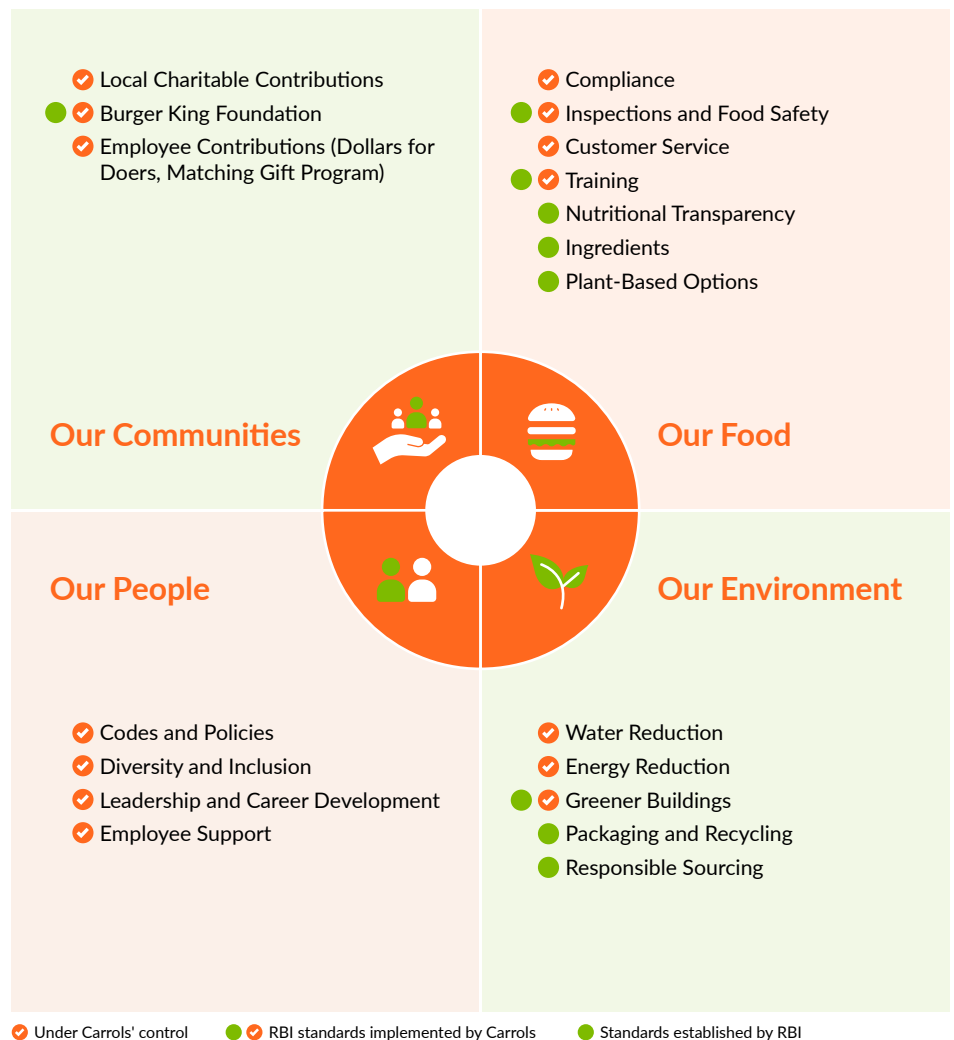 Local Charitable Contributions
Burger King Foundation
Employee Contributions (Dollars for
Doers, Matching Gift Program)
Our Communities
Compliance
Inspections and Food Safety
Customer Service
Training
Nutritional Transparency
Ingredients
Plant-Based Options
Our Food
Our People
Codes and Policies
Diversity and Inclusion
Leadership and Career Development
Employee Support
Our Environment
Water Reduction
Energy Reduction
Greener Buildings
Packaging and Recycling
Responsible Sourcing
Under Carrols' control
RBI standards implemented by Carrols
Standards established by RBI